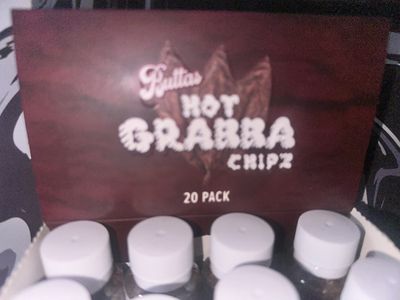 Buttas
HOT
GRABBA
CHIPZ
20 PACK